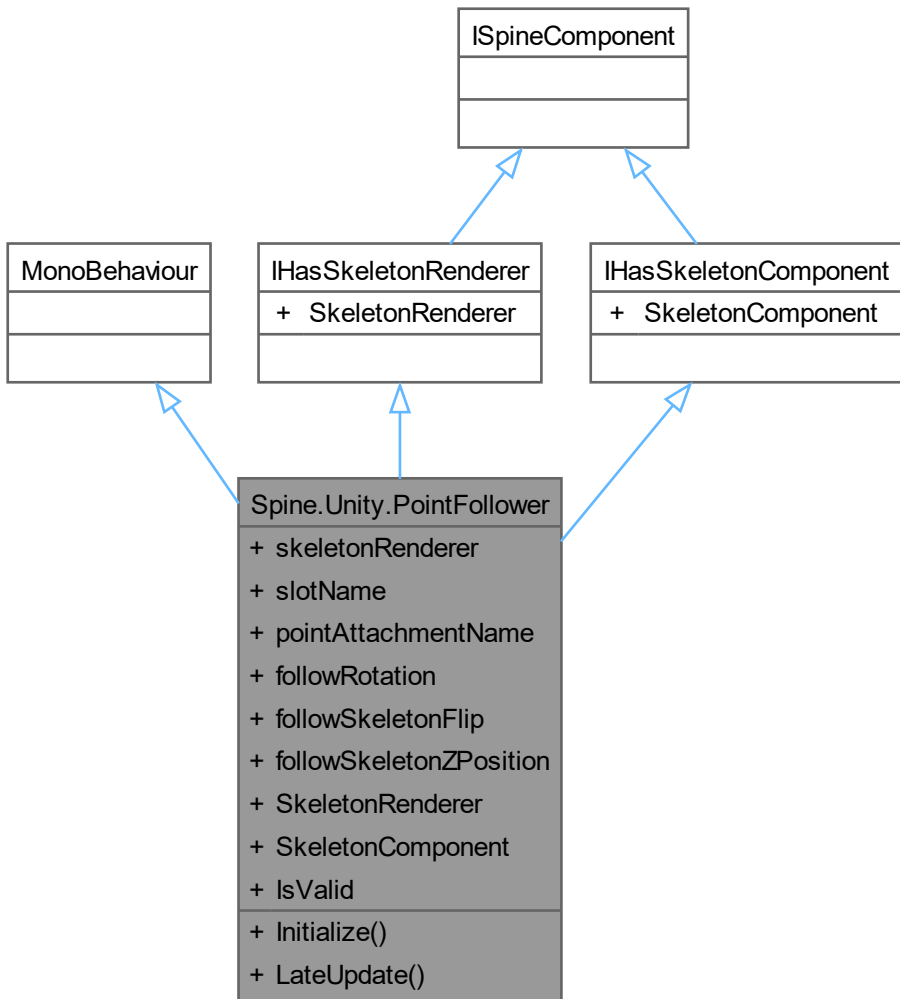 ISpineComponent
MonoBehaviour
IHasSkeletonRenderer
+ SkeletonRenderer
IHasSkeletonComponent
+ SkeletonComponent
Spine.Unity.PointFollower
+ skeletonRenderer
+ slotName
+ pointAttachmentName
+ followRotation
+ followSkeletonFlip
+ followSkeletonZPosition
+ SkeletonRenderer
+ SkeletonComponent
+ IsValid
+ Initialize()
+ LateUpdate()